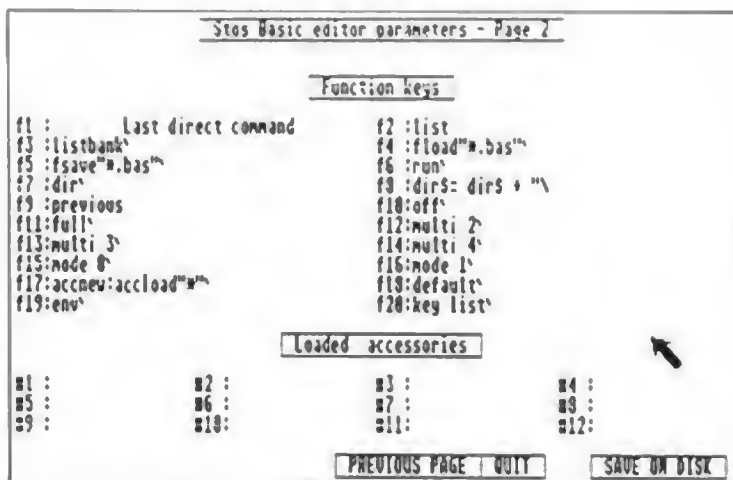 Stos Basic editor parameters - Page 2
Function keys
f1 : Last direct command f2 :list
f3 :listbank` f4 :fload"*.bas"`
f5 :fsave"*.bas"` f6 :run`
f7 :dir` f8 :dir$= dir$ + "\
f9 :previous f10:off`
f11:full` f12:multi 2`
f13:multi 3` f14:multi 4`
f15:mode 0` f16:mode 1`
f17:accnew:accload"*"` f18:default`
f19:env` f20:key list`
Loaded accessories
#1 : #2 : #3 : #4 :
#5 : #6 : #7 : #8 :
#9 : #10: #11: #12:
PREVIOUS PAGE QUIT SAVE ON DISK